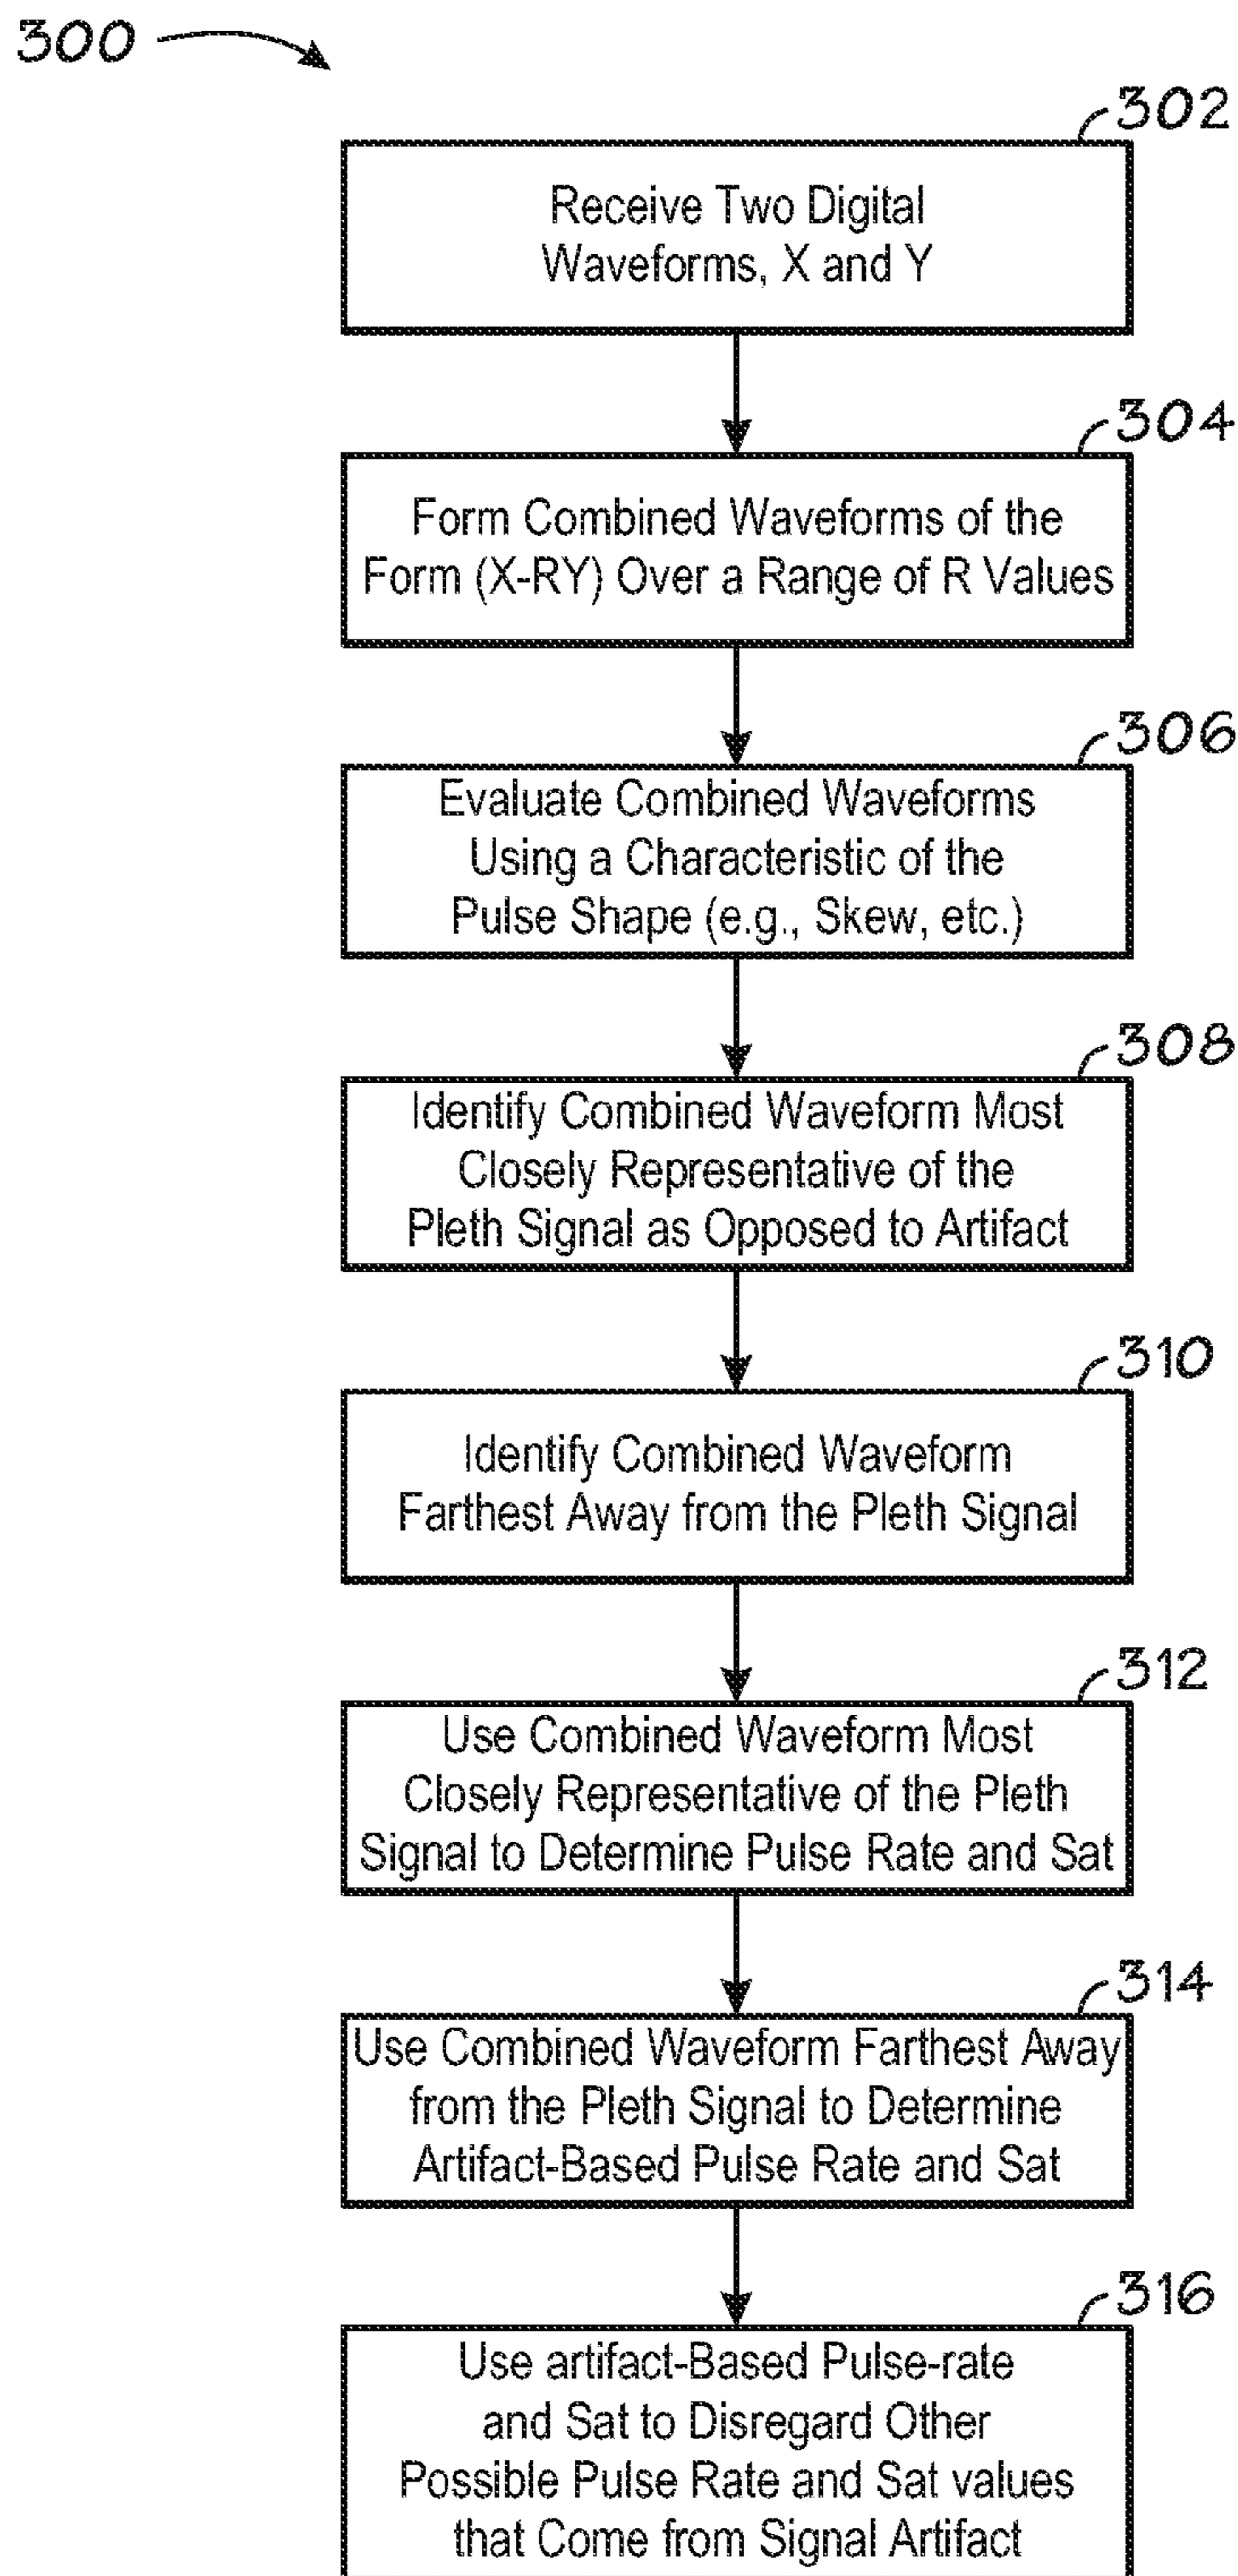 300
302
Receive Two Digital
Waveforms, X and Y
304
Form Combined Waveforms of the
Form (X-RY) Over a Range of R Values
306
Evaluate Combined Waveforms
Using a Characteristic of the
Pulse Shape (e.g., Skew, etc.)
308
Identify Combined Waveform Most
Closely Representative of the
Pleth Signal as Opposed to Artifact
310
Identify Combined Waveform
Farthest Away from the Pleth Signal
312
Use Combined Waveform Most
Closely Representative of the Pleth
Signal to Determine Pulse Rate and Sat
314
Use Combined Waveform Farthest Away
from the Pleth Signal to Determine
Artifact-Based Pulse Rate and Sat
316
Use artifact-Based Pulse-rate
and Sat to Disregard Other
Possible Pulse Rate and Sat values
that Come from Signal Artifact